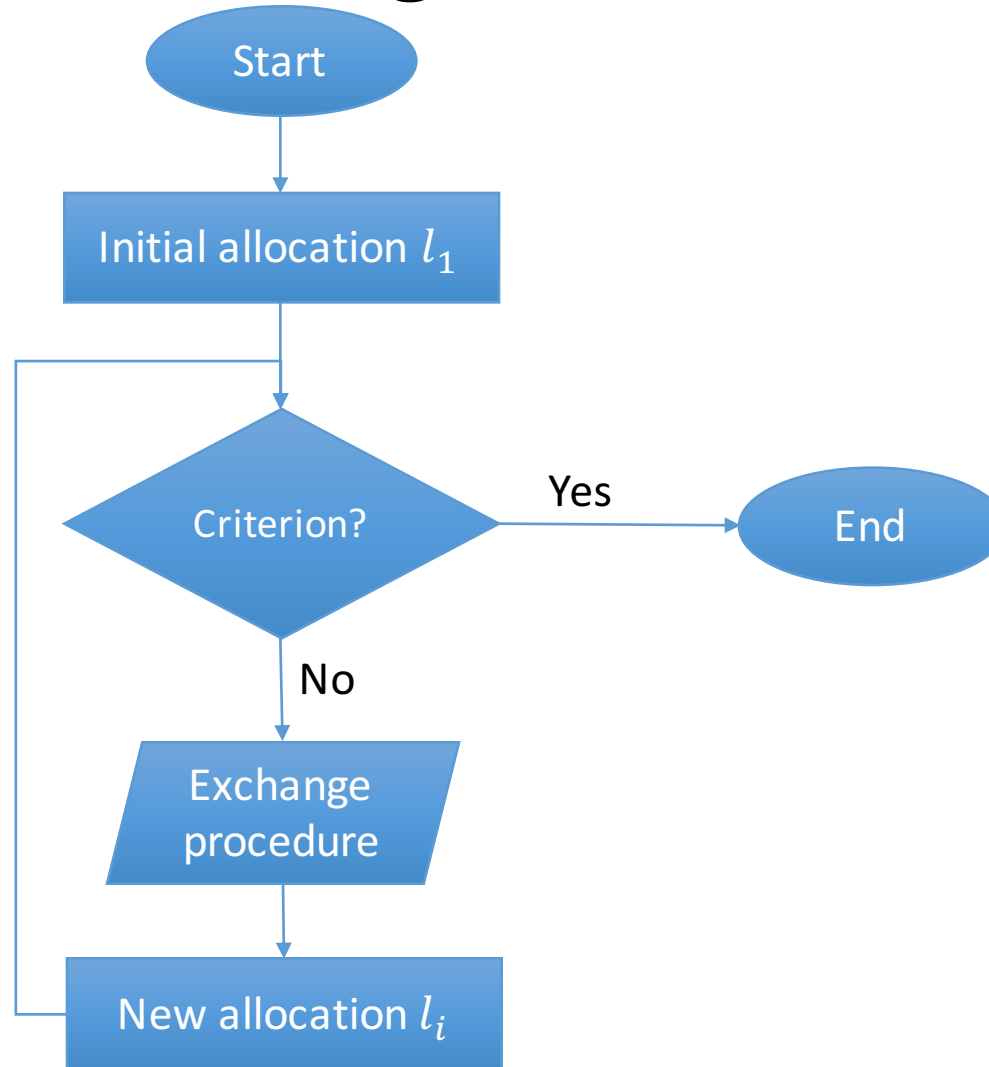 Start
Initial allocation l₁
Criterion?
Yes
End
No
Exchange
procedure
New allocation lᵢ